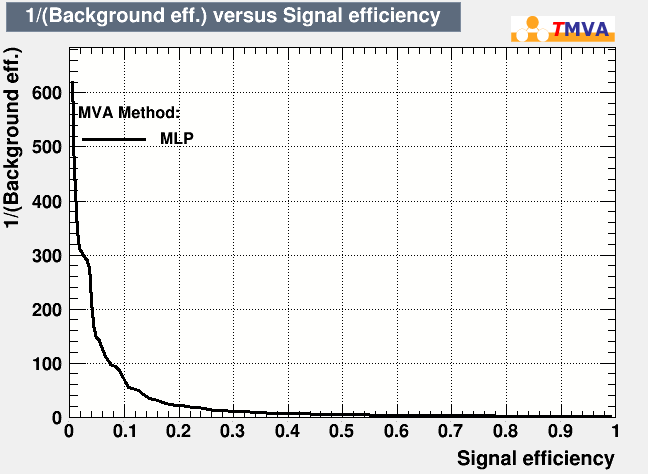 1/(Background eff.) versus Signal efficiency
TMVA
1/(Background eff.)
600
500
400
300
200
100
0
MVA Method:
MLP
0 0.1 0.2 0.3 0.4 0.5 0.6 0.7 0.8 0.9 1
Signal efficiency